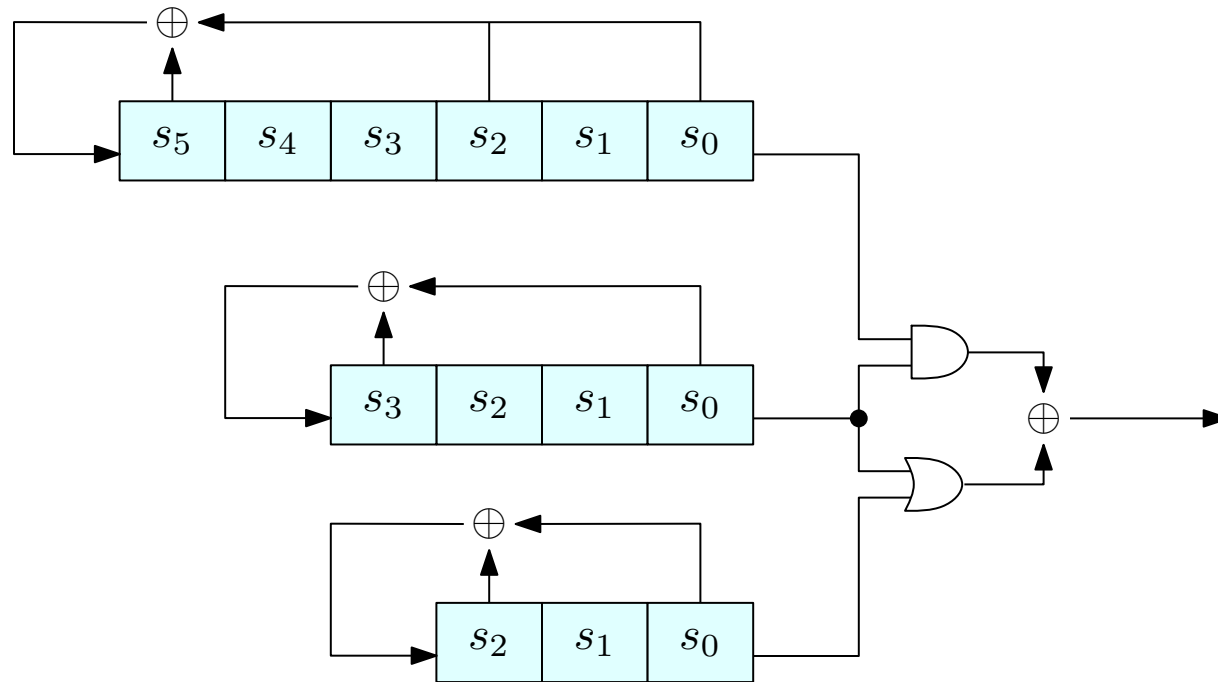 ⊕
s₅ s₄ s₃ s₂ s₁ s₀
⊕
s₃ s₂ s₁ s₀
⊕
⊕
s₂ s₁ s₀